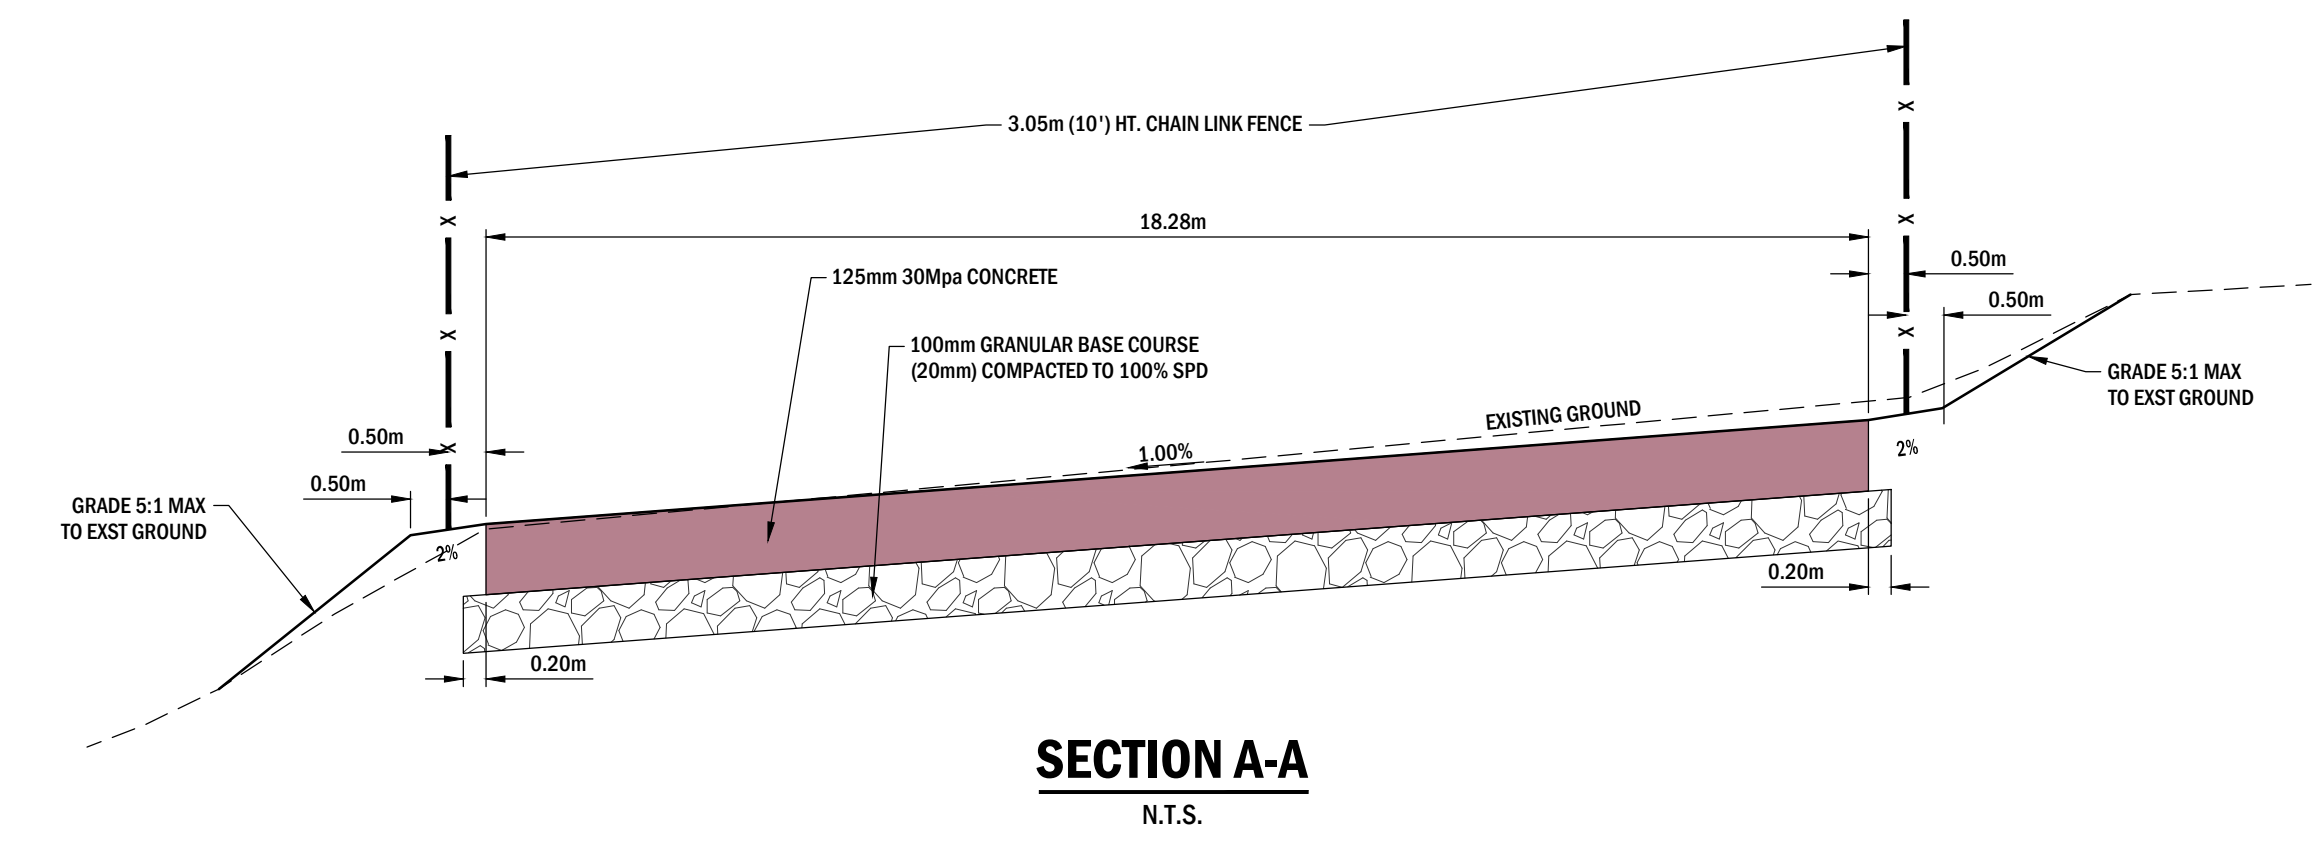 3.05m (10') HT. CHAIN LINK FENCE
18.28m
0.50m
125mm 30Mpa CONCRETE
0.50m
100mm GRANULAR BASE COURSE
(20mm) COMPACTED TO 100% SPD
GRADE 5:1 MAX
TO EXST GROUND
EXISTING GROUND
0.50m
1.00%
2%
0.50m
GRADE 5:1 MAX
TO EXST GROUND
2%
0.20m
0.20m
X
X
X
X
X
X
SECTION A-A
N.T.S.